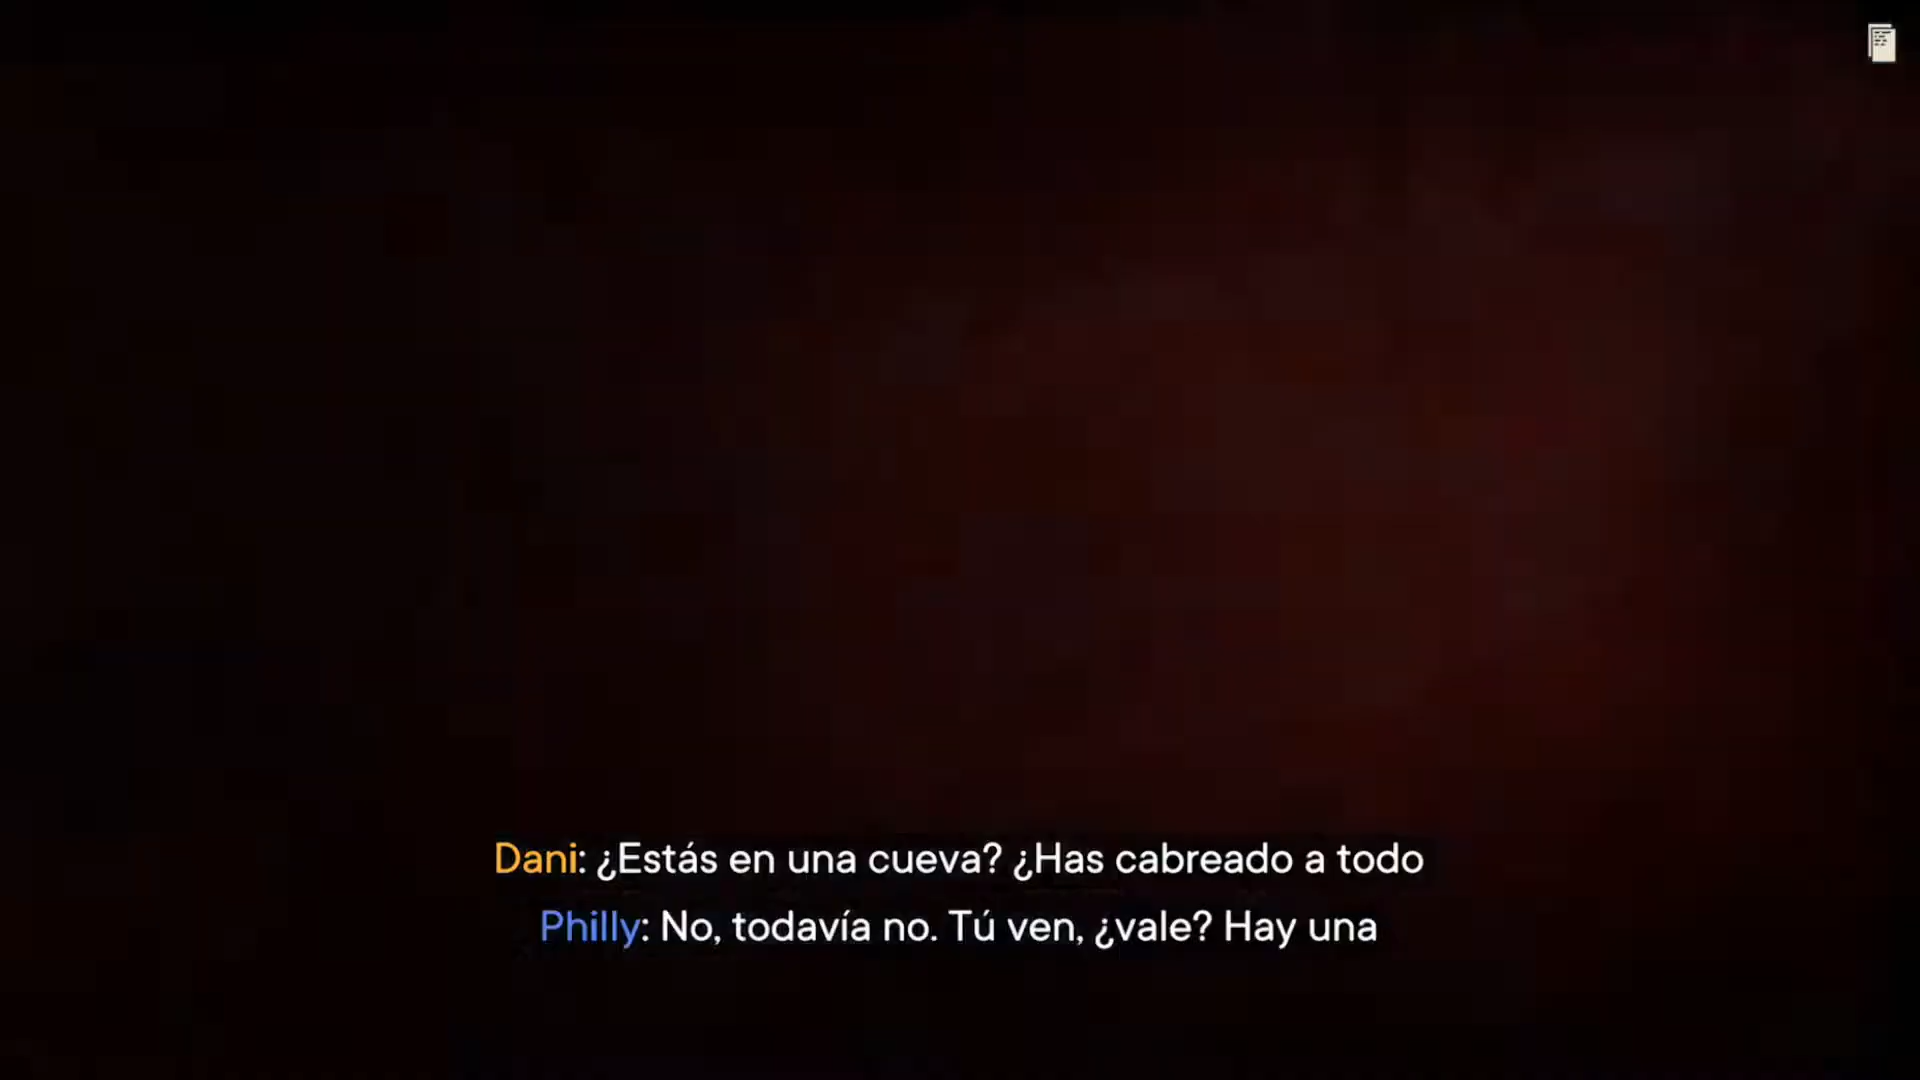 Dani: ¿Estás en una cueva? ¿Has cabreado a todo
Philly: No, todavía no. Tú ven, ¿vale? Hay una